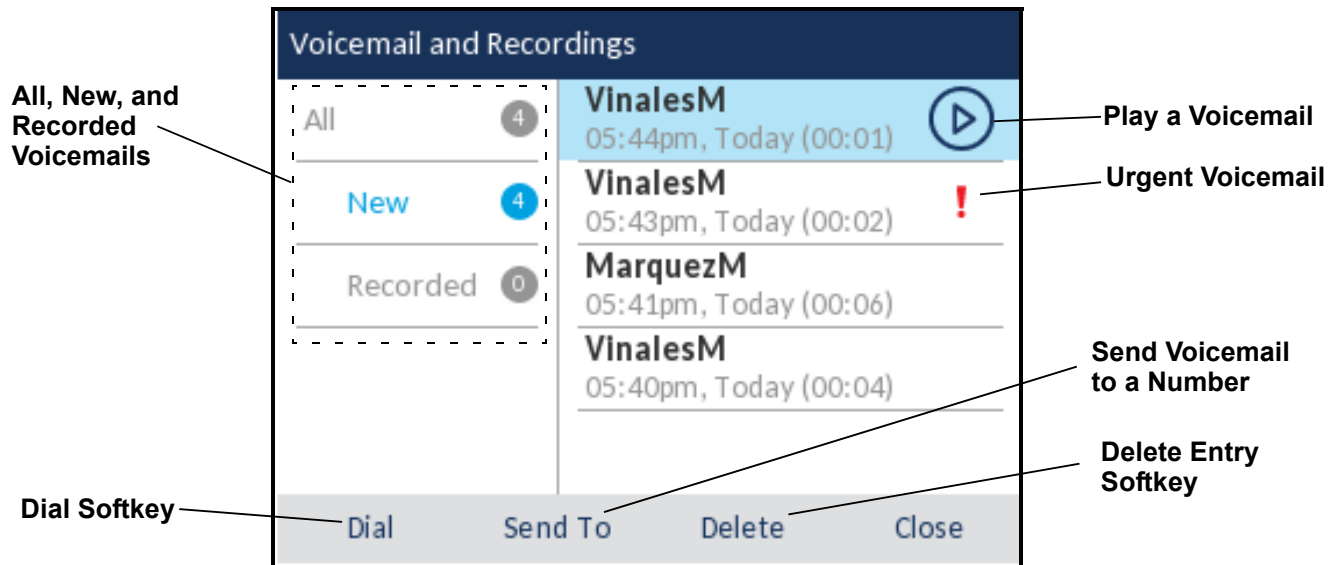 Voicemail and Recordings
All, New, and
Recorded
Voicemails
All 4
New 4
Recorded 0
VinalesM
05:44pm, Today (00:01)
VinalesM
05:43pm, Today (00:02)
!
MarquezM
05:41pm, Today (00:06)
VinalesM
05:40pm, Today (00:04)
Play a Voicemail
Urgent Voicemail
Send Voicemail
to a Number
Delete Entry
Softkey
Dial Softkey
Dial Send To Delete Close